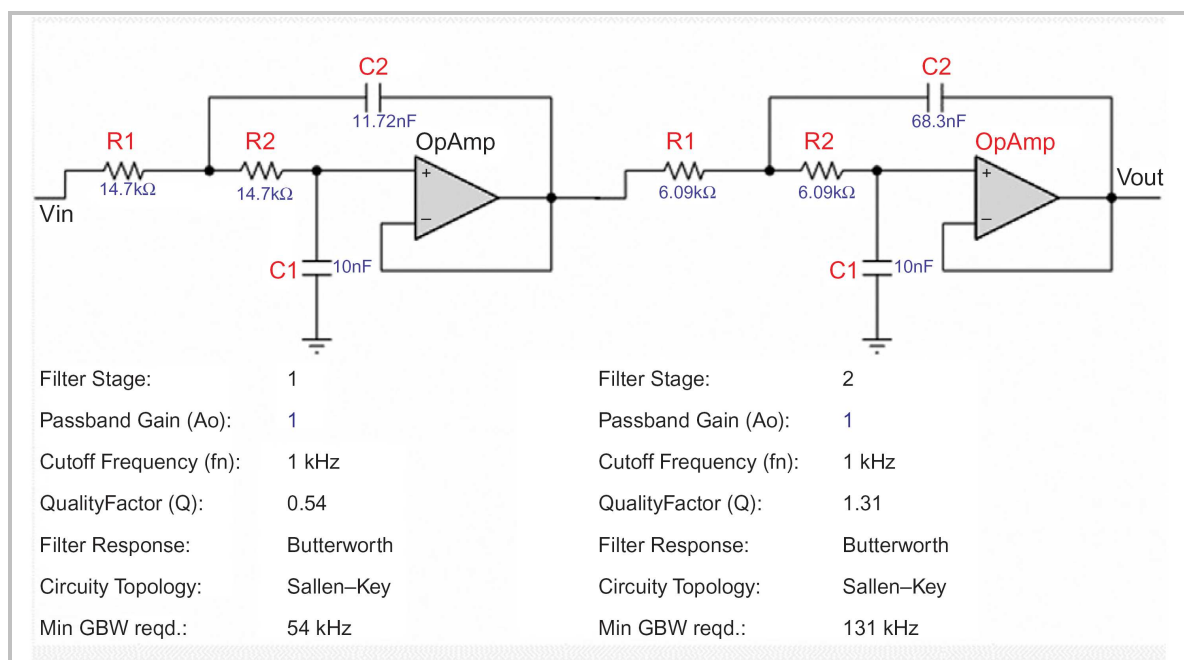 C2
11.72nF
R1
R2
OpAmp
14.7kΩ
14.7kΩ
+
−
Vin
C1
10nF
C2
68.3nF
R1
R2
OpAmp
6.09kΩ
6.09kΩ
+
−
Vout
C1
10nF
Filter Stage: 1
Passband Gain (Ao): 1
Cutoff Frequency (fn): 1 kHz
QualityFactor (Q): 0.54
Filter Response: Butterworth
Circuity Topology: Sallen–Key
Min GBW reqd.: 54 kHz
Filter Stage: 2
Passband Gain (Ao): 1
Cutoff Frequency (fn): 1 kHz
QualityFactor (Q): 1.31
Filter Response: Butterworth
Circuity Topology: Sallen–Key
Min GBW reqd.: 131 kHz